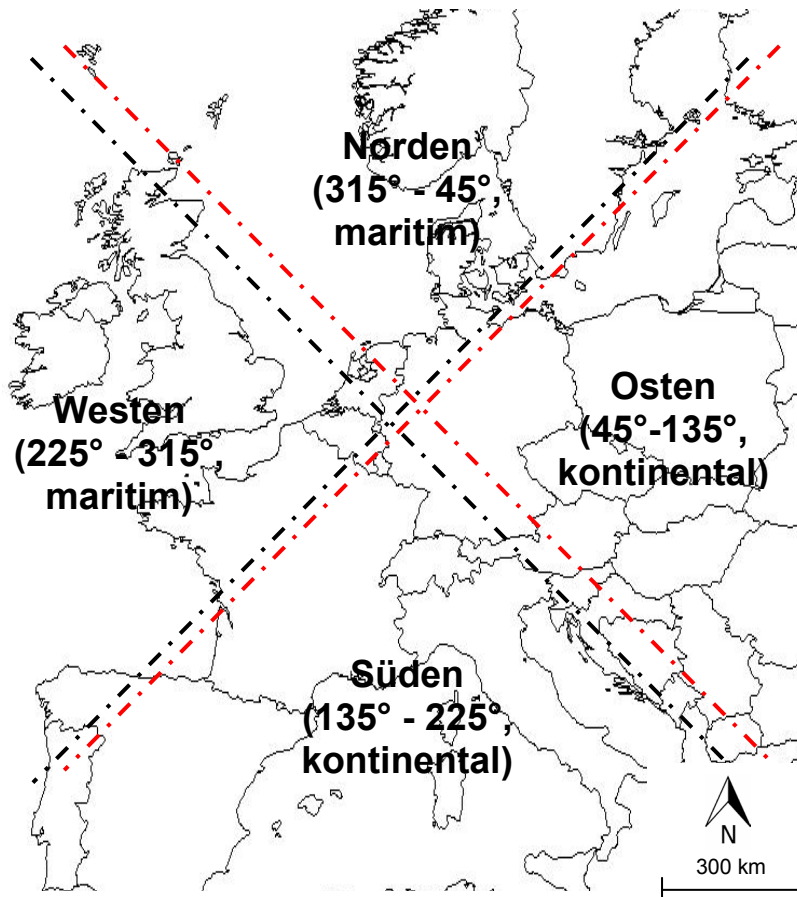 Norden
(315° - 45°,
maritim)
Westen
(225° - 315°,
maritim)
Osten
(45°-135°,
kontinental)
Süden
(135° - 225°,
kontinental)
N
300 km